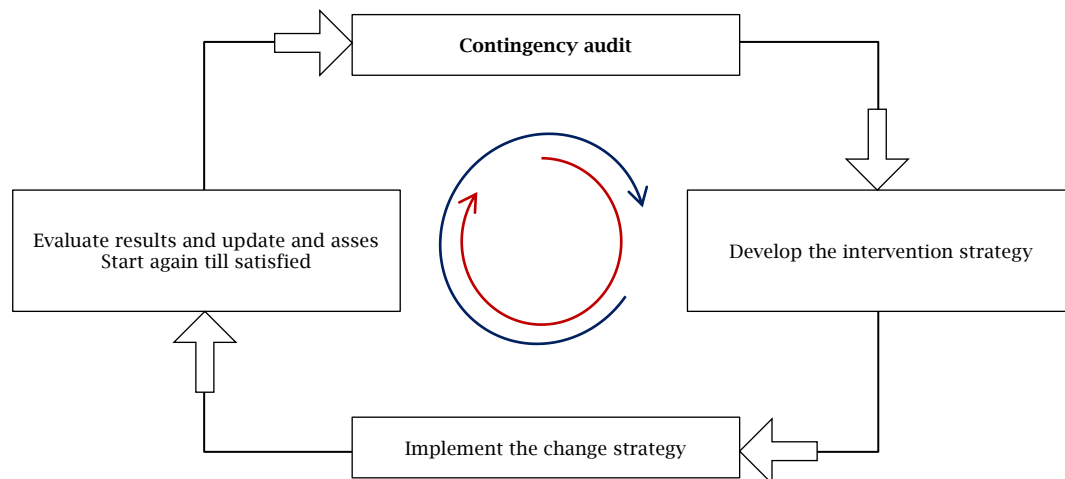 Contingency audit
Evaluate results and update and asses
Start again till satisfied
Develop the intervention strategy
Implement the change strategy